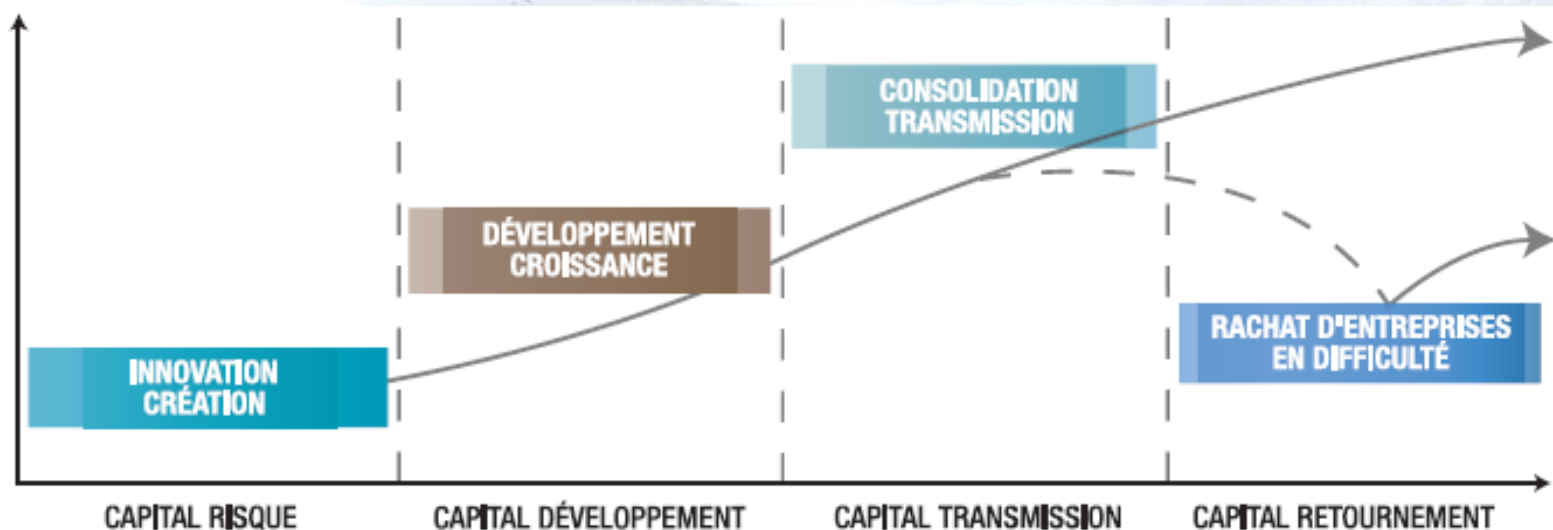 CONSOLIDATION
TRANSMISSION
DÉVELOPPEMENT
CROISSANCE
RACHAT D'ENTREPRISES
EN DIFFICULTÉ
INNOVATION
CRÉATION
CAPITAL RISQUE
CAPITAL DÉVELOPPEMENT
CAPITAL TRANSMISSION
CAPITAL RETOURNEMENT